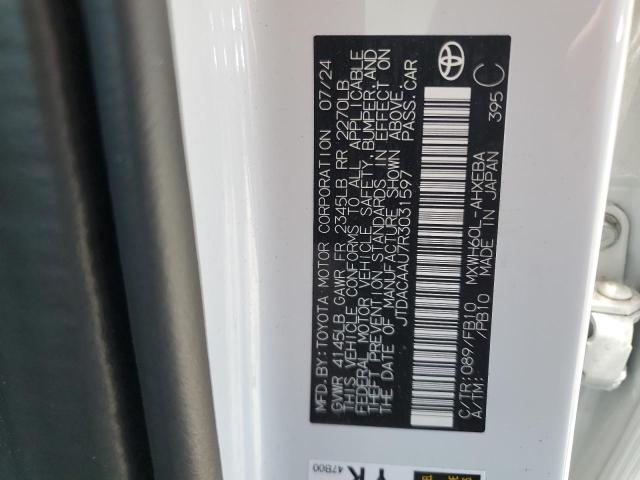 MFD.BY:TOYOTA MOTOR CORPORATION 07/24
GVWR 4145LB GAWR FR 2345LB RR 2270LB
THIS VEHICLE CONFORMS TO ALL APPLICABLE
FEDERAL MOTOR VEHICLE SAFETY, BUMPER, AND
THEFT PREVENTION STANDARDS IN EFFECT ON
THE DATE OF MANUFACTURE SHOWN ABOVE.
JTDACAAU7R3031597 PASS.CAR
C/TR:089/FB10 MXWH60L-AHXEBA
A/TM: /PB10 MADE IN JAPAN 395 C
47B00
YK